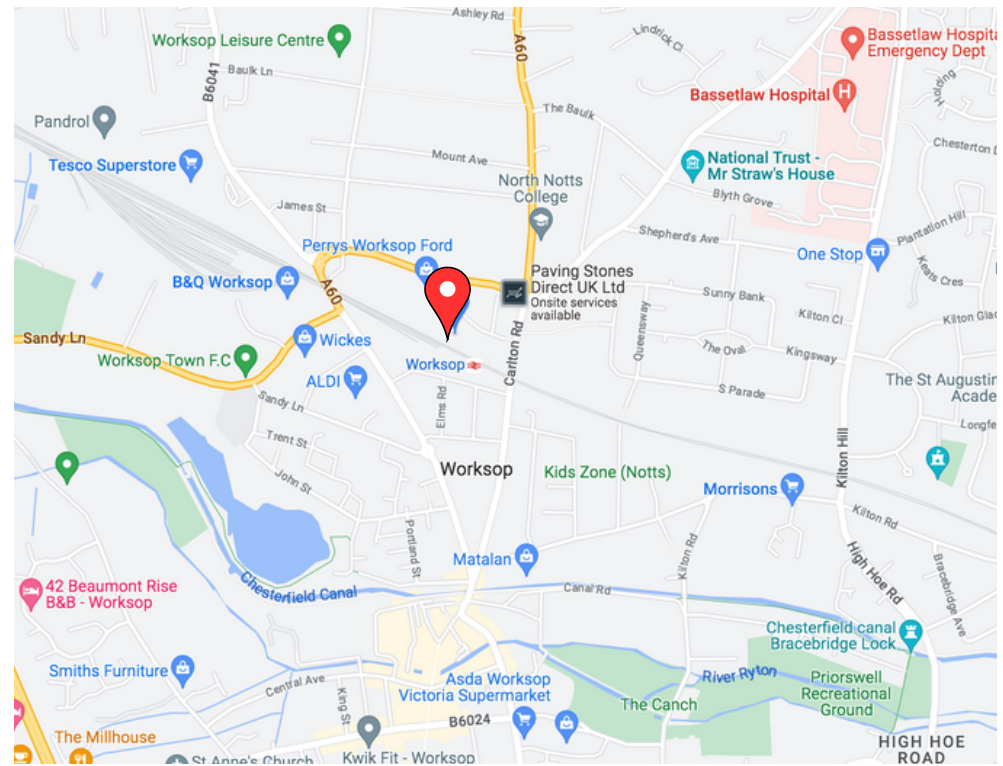 Ashley Rd
A60
Lindrick Cl
Bassetlaw Hospita
Emergency Dept
Worksop Leisure Centre
B6041
Baulk Ln
Holding
Bassetlaw Hospital
The Baulk
Pandrol
Chesterton D
Tesco Superstore
Mount Ave
National Trust -
Mr Straw's House
North Notts
College
Blyth Grove
James St
Plantation Hill
Shepherd's Ave
Perrys Worksop Ford
One Stop
Keats Cres
B&Q Worksop
A60
Paving Stones
Direct UK Ltd
Onsite services
available
Sunny Bank
Kilton Cl
Kilton Glad
Queensway
Sandy Ln
Wickes
Carlton Rd
The Oval
Kingsway
Worksop Town F.C
Worksop
ALDI
S Parade
The St Augustin
Acade
Elms Rd
Sandy Ln
Longfe
Trent St
Kilton Hill
Worksop
Kids Zone (Notts)
John St
Morrisons
Kilton Rd
Portland St
Kilton Rd
Matalan
High Hoe Rd
Bracebridge Ave
42 Beaumont Rise
B&B - Worksop
Chesterfield Canal
Canal Rd
Chesterfield canal
Bracebridge Lock
Smiths Furniture
Central Ave
Asda Worksop
Victoria Supermarket
River Ryton
Priorswell
Recreational
Ground
King St
The Canch
B6024
The Millhouse
HIGH HOE
ROAD
St Anne's Church
Kwik Fit - Worksop